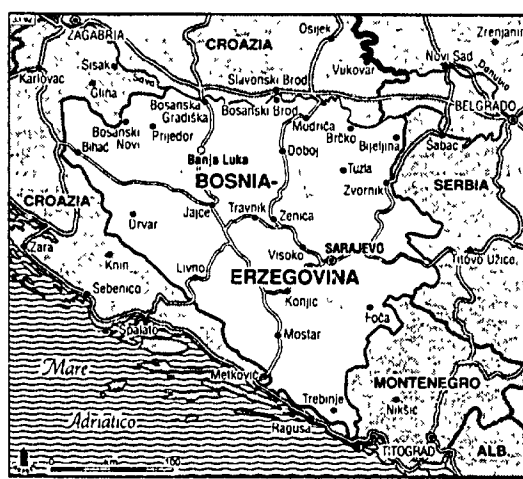 ZAGABRIA
CROAZIA
Osijek
Zrenjanin
Karlovac
Sisak
Sava
Vukovar
Novi Sad
Danubio
Glina
Slavonski Brod
BELGRADO
Bosanska
Gradiška
Bosanski Brod
Bosanski
Novi
Prijedor
Modriča
Brčko
Bijeljina
Šabac
Bihać
Banja Luka
Doboj
Tuzla
BOSNIA-
Zvornik
SERBIA
CROAZIA
Drvar
Jajce
Travnik
Zenica
Zara
Visoko
SARAJEVO
Titovo Užice
Knin
Livno
ERZEGOVINA
Sebenico
Konjic
Foča
Spalato
Mostar
Mare
Adriatico
Metković
MONTENEGRO
Trebinje
Nikšić
Ragusa
TITOGRAD
ALB.
0 km 100